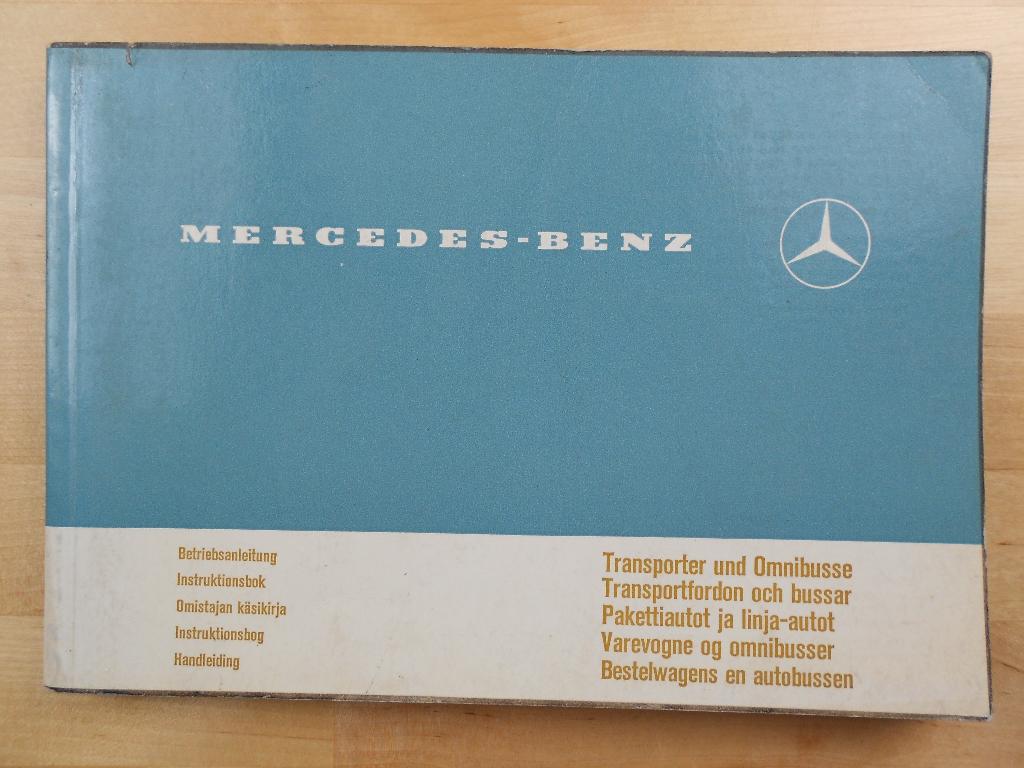 MERCEDES-BENZ
Betriebsanleitung
Instruktionsbok
Omistajan käsikirja
Instruktionsbog
Handleiding
Transporter und Omnibusse
Transportfordon och bussar
Pakettiautot ja linja-autot
Varevogne og omnibusser
Bestelwagens en autobussen